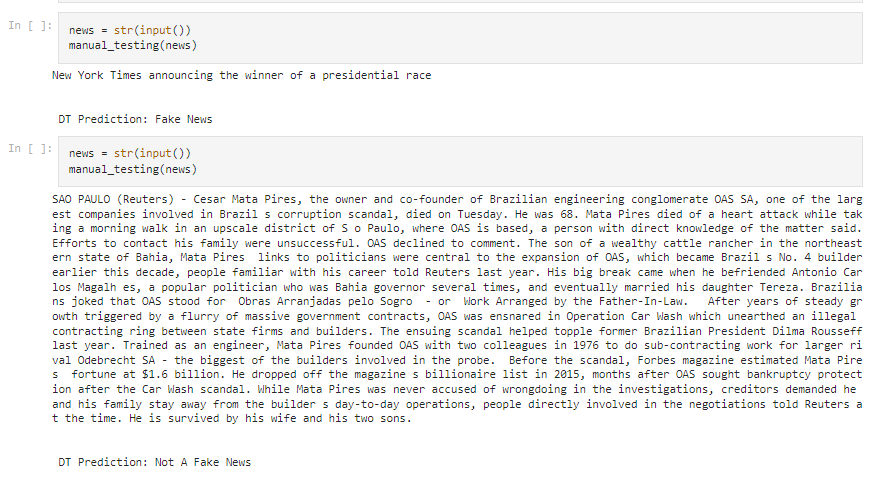 In [ ]:
news = str(input())
manual_testing(news)
New York Times announcing the winner of a presidential race
DT Prediction: Fake News
In [ ]:
news = str(input())
manual_testing(news)
SAO PAULO (Reuters) - Cesar Mata Pires, the owner and co-founder of Brazilian engineering conglomerate OAS SA, one of the larg
est companies involved in Brazil s corruption scandal, died on Tuesday. He was 68. Mata Pires died of a heart attack while tak
ing a morning walk in an upscale district of S o Paulo, where OAS is based, a person with direct knowledge of the matter said.
Efforts to contact his family were unsuccessful. OAS declined to comment. The son of a wealthy cattle rancher in the northeast
ern state of Bahia, Mata Pires  links to politicians were central to the expansion of OAS, which became Brazil s No. 4 builder
earlier this decade, people familiar with his career told Reuters last year. His big break came when he befriended Antonio Car
los Magalh es, a popular politician who was Bahia governor several times, and eventually married his daughter Tereza. Brazilia
ns joked that OAS stood for  Obras Arranjadas pelo Sogro  - or  Work Arranged by the Father-In-Law.   After years of steady gr
owth triggered by a flurry of massive government contracts, OAS was ensnared in Operation Car Wash which unearthed an illegal
contracting ring between state firms and builders. The ensuing scandal helped topple former Brazilian President Dilma Rousseff
last year. Trained as an engineer, Mata Pires founded OAS with two colleagues in 1976 to do sub-contracting work for larger ri
val Odebrecht SA - the biggest of the builders involved in the probe.  Before the scandal, Forbes magazine estimated Mata Pire
s  fortune at $1.6 billion. He dropped off the magazine s billionaire list in 2015, months after OAS sought bankruptcy protect
ion after the Car Wash scandal. While Mata Pires was never accused of wrongdoing in the investigations, creditors demanded he
and his family stay away from the builder s day-to-day operations, people directly involved in the negotiations told Reuters a
t the time. He is survived by his wife and his two sons.
DT Prediction: Not A Fake News